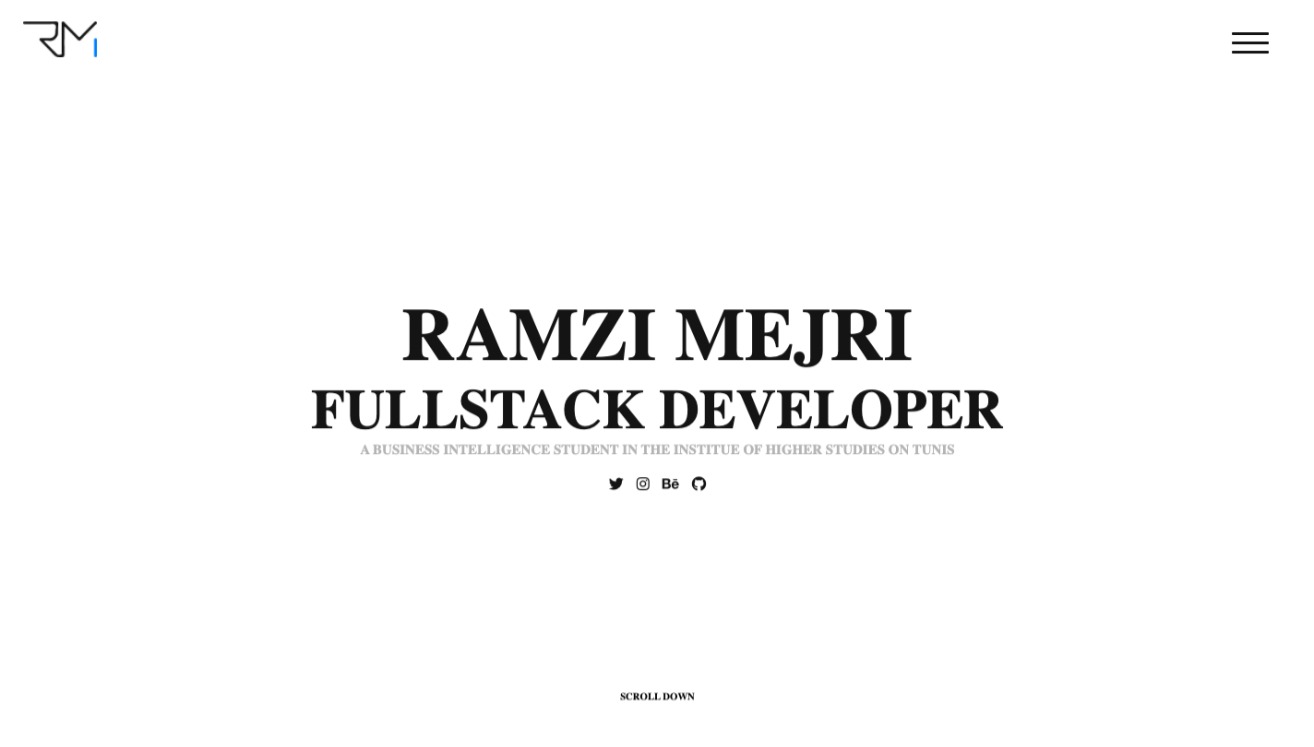 RM
RAMZI MEJRI
FULLSTACK DEVELOPER
A BUSINESS INTELLIGENCE STUDENT IN THE INSTITUE OF HIGHER STUDIES ON TUNIS
Bē
SCROLL DOWN